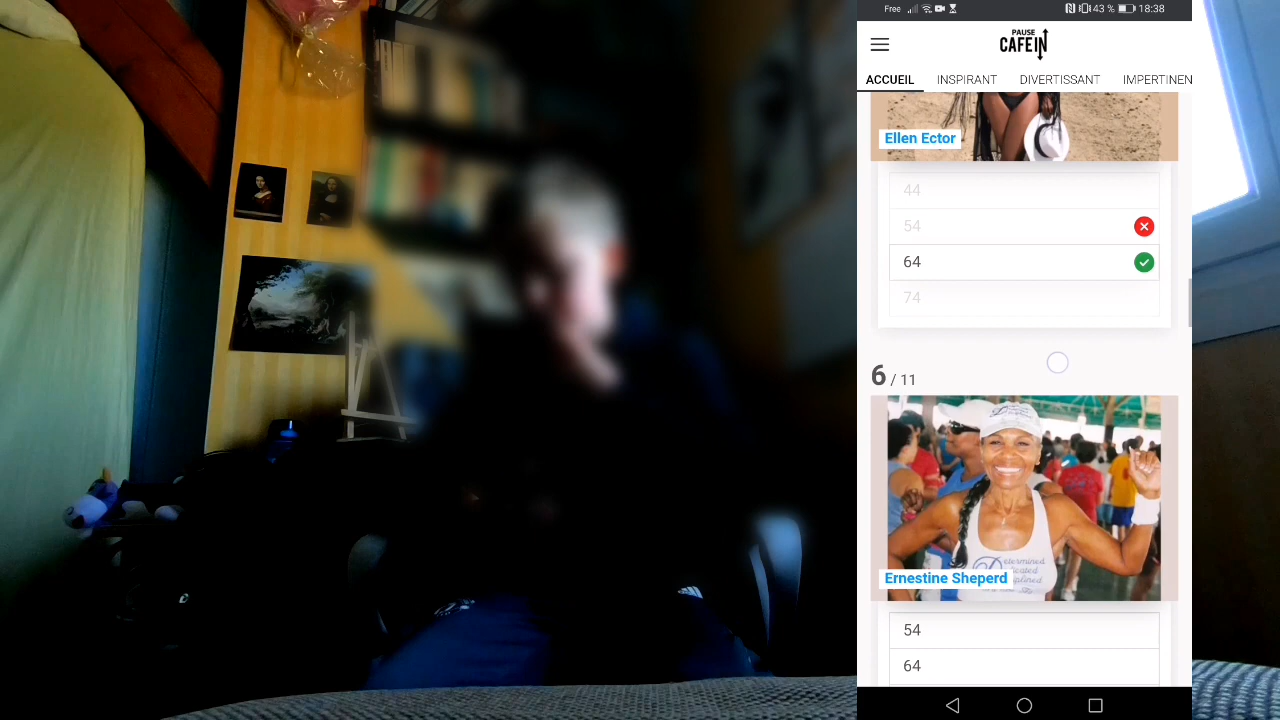 Free
43 %
18:38
PAUSE
CAFEIN
ACCUEIL INSPIRANT DIVERTISSANT IMPERTINEN
Ellen Ector
44
54
64
74
6 / 11
Determined
Ernestine Sheperd
54
64